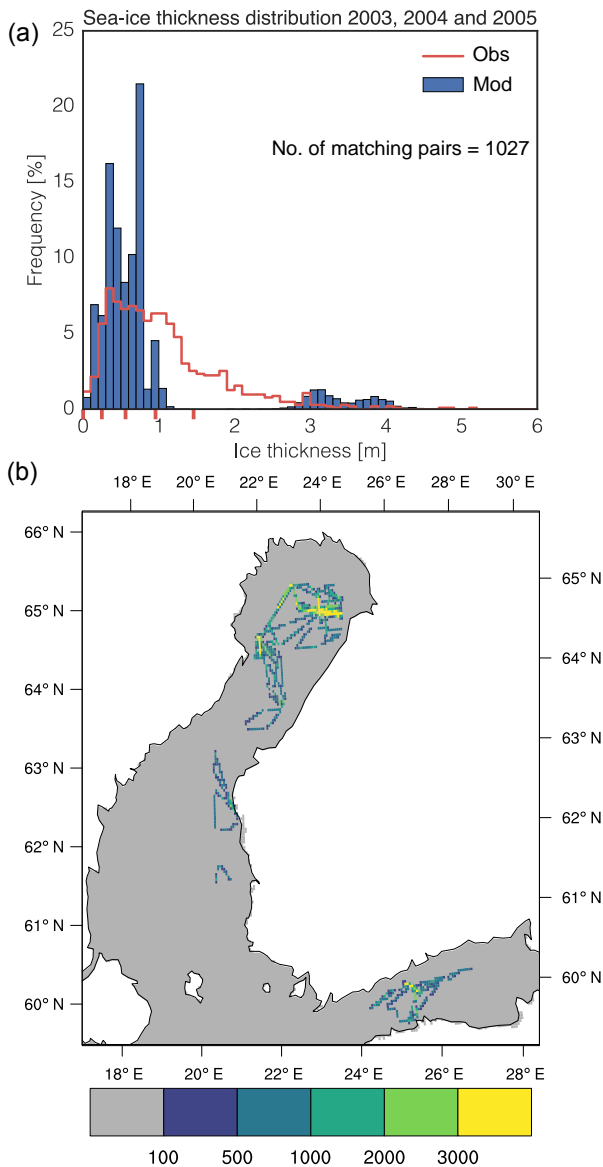 (a)
Sea-ice thickness distribution 2003, 2004 and 2005
25
20
15
10
5
0
Frequency [%]
Obs
Mod
No. of matching pairs = 1027
0 1 2 3 4 5 6
Ice thickness [m]
(b)
18° E 20° E 22° E 24° E 26° E 28° E 30° E
66° N
65° N
64° N
63° N
62° N
61° N
60° N
65° N
64° N
63° N
62° N
61° N
60° N
18° E 20° E 22° E 24° E 26° E 28° E
100 500 1000 2000 3000